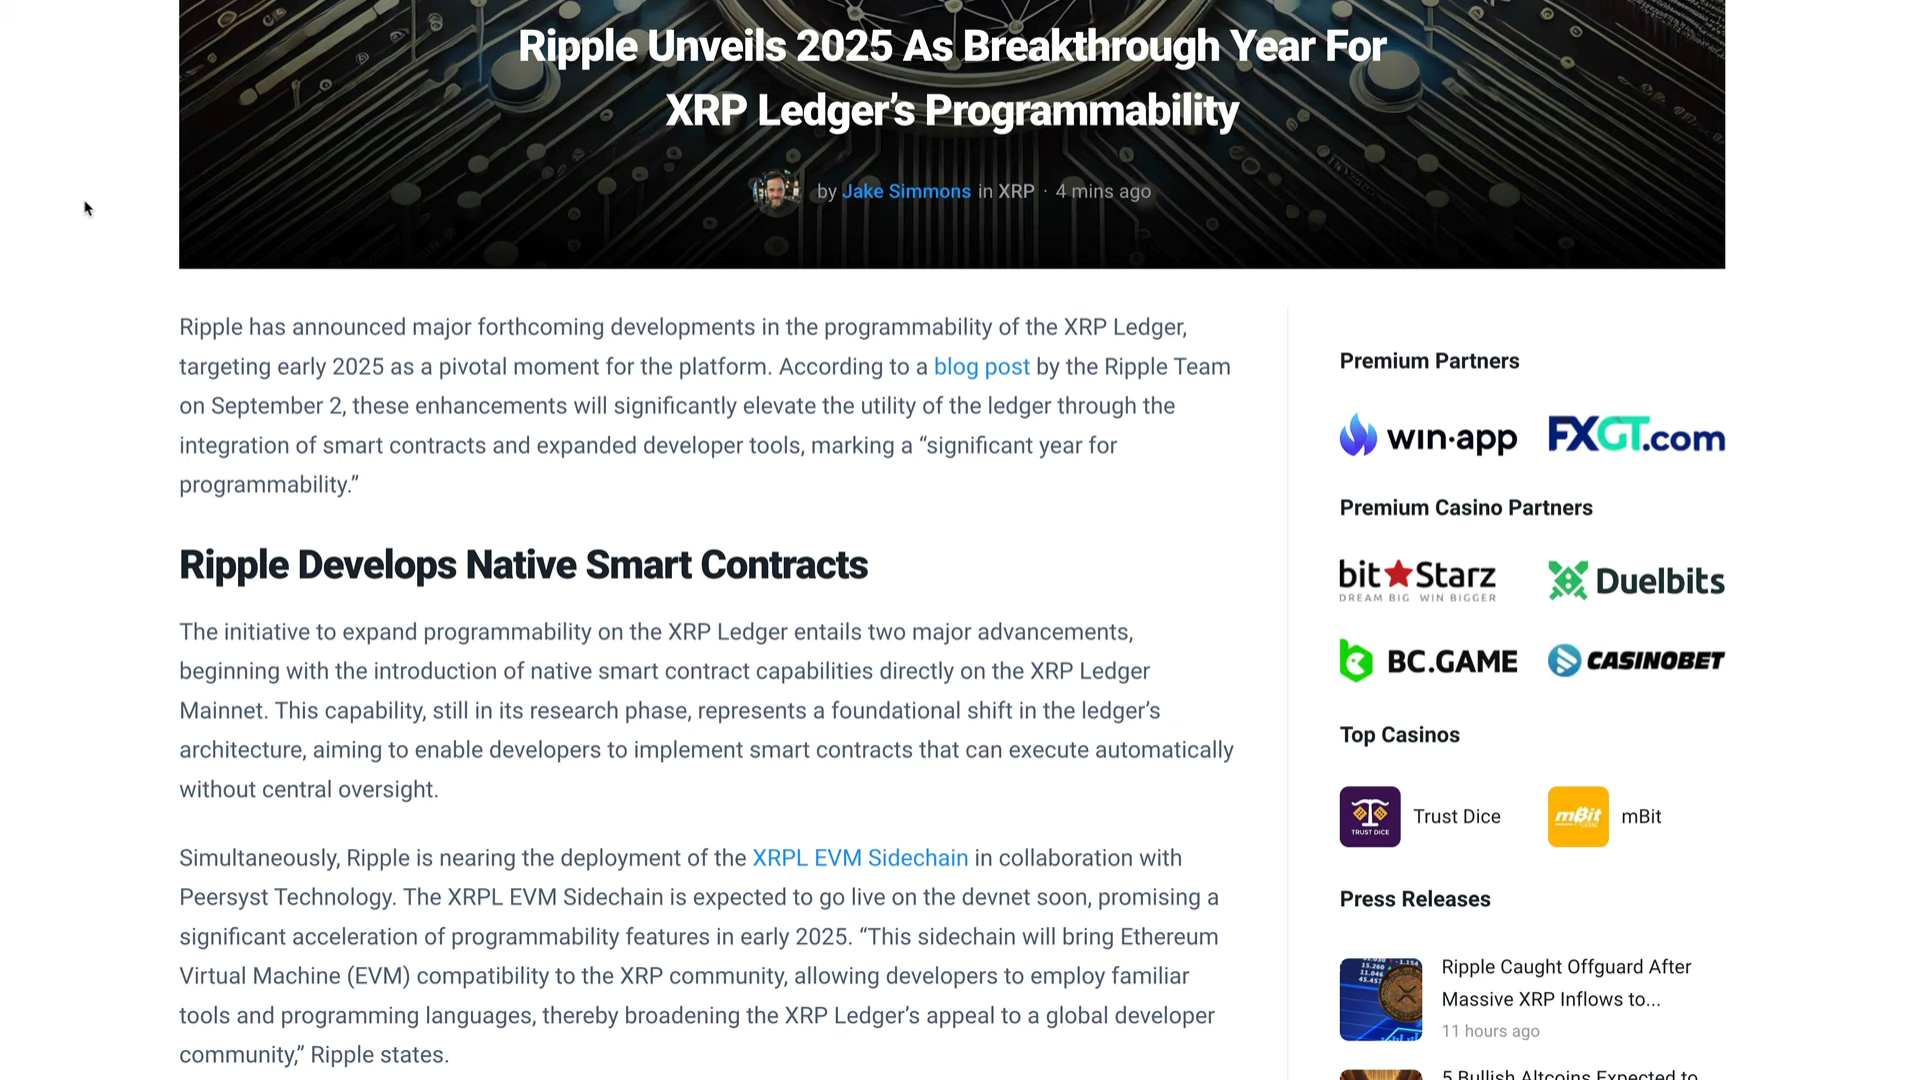 Ripple Unveils 2025 As Breakthrough Year For
XRP Ledger’s Programmability
by Jake Simmons in XRP · 4 mins ago
Ripple has announced major forthcoming developments in the programmability of the XRP Ledger,
targeting early 2025 as a pivotal moment for the platform. According to a blog post by the Ripple Team
on September 2, these enhancements will significantly elevate the utility of the ledger through the
integration of smart contracts and expanded developer tools, marking a “significant year for
programmability.”
Ripple Develops Native Smart Contracts
The initiative to expand programmability on the XRP Ledger entails two major advancements,
beginning with the introduction of native smart contract capabilities directly on the XRP Ledger
Mainnet. This capability, still in its research phase, represents a foundational shift in the ledger’s
architecture, aiming to enable developers to implement smart contracts that can execute automatically
without central oversight.
Simultaneously, Ripple is nearing the deployment of the XRPL EVM Sidechain in collaboration with
Peersyst Technology. The XRPL EVM Sidechain is expected to go live on the devnet soon, promising a
significant acceleration of programmability features in early 2025. “This sidechain will bring Ethereum
Virtual Machine (EVM) compatibility to the XRP community, allowing developers to employ familiar
tools and programming languages, thereby broadening the XRP Ledger’s appeal to a global developer
community,” Ripple states.
Premium Partners
win·app FXGT.com
Premium Casino Partners
bit Starz Duelbits
DREAM BIG WIN BIGGER
BC.GAME CASINOBET
Top Casinos
TRUST DICE Trust Dice mBit mBit
Press Releases
Ripple Caught Offguard After
Massive XRP Inflows to...
11 hours ago
5 Bullish Altcoins Expected to